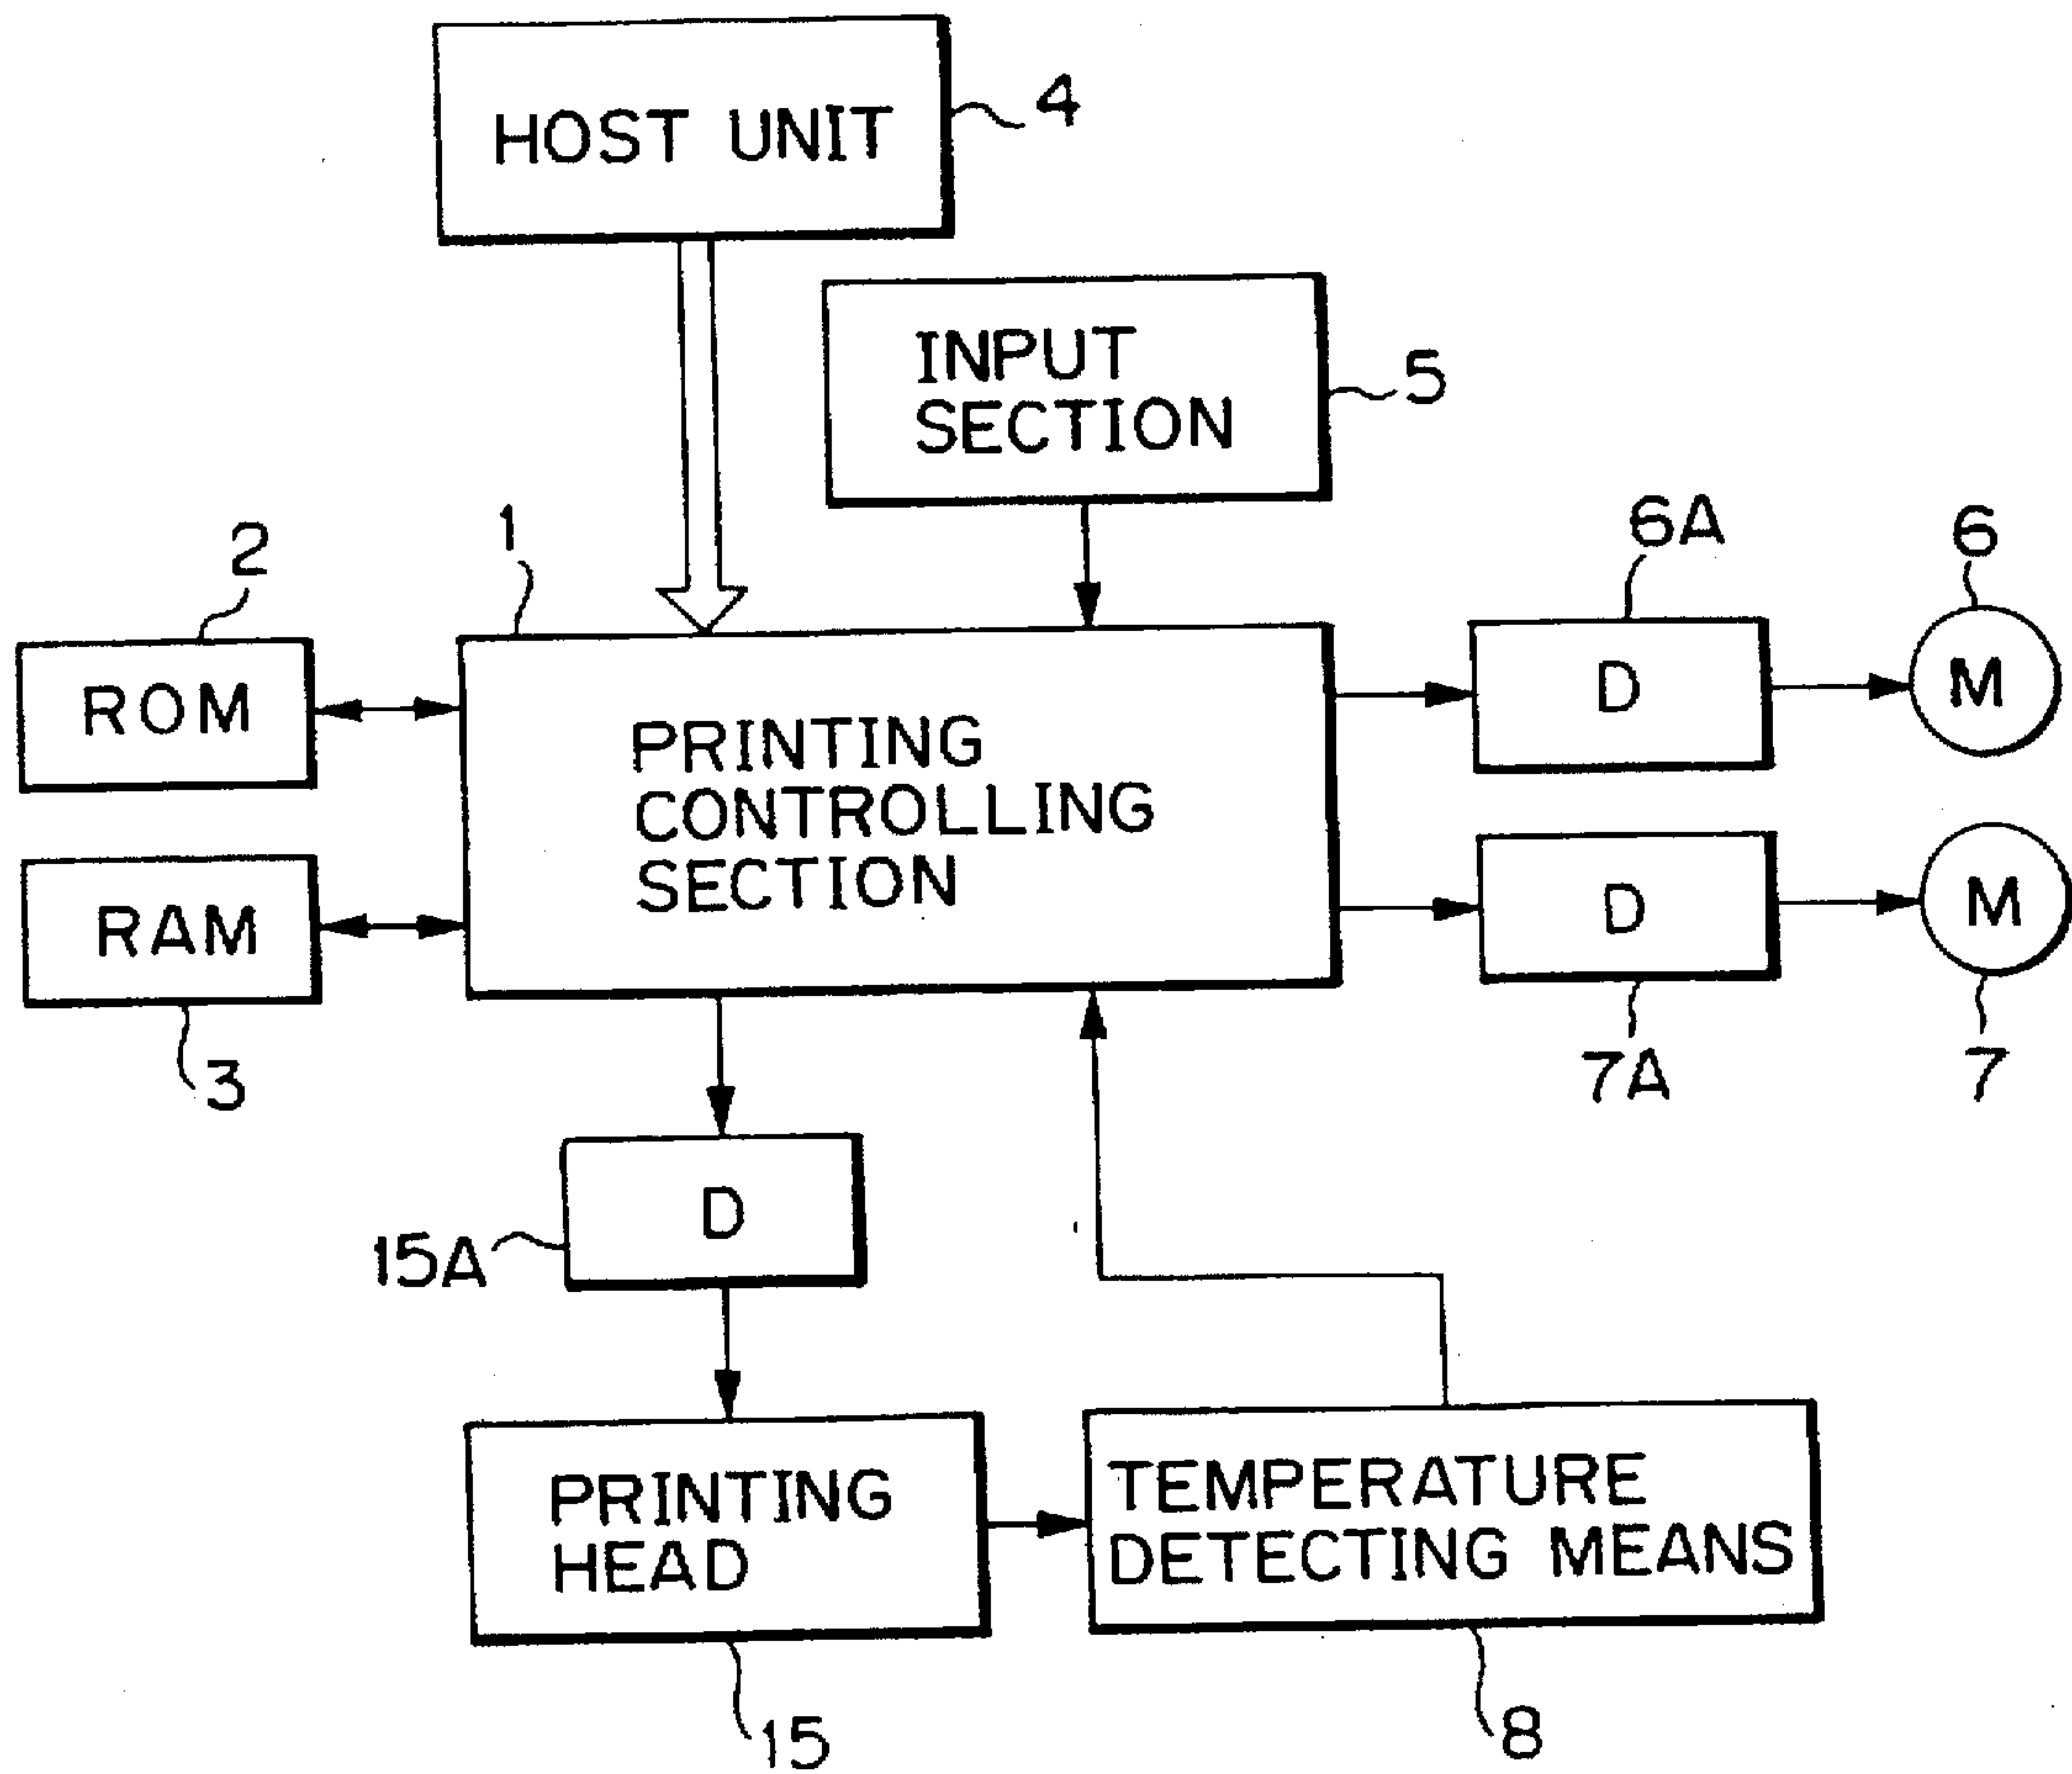 HOST UNIT
4
INPUT
SECTION
5
1
2
6A
6
ROM
D
M
PRINTING
CONTROLLING
SECTION
RAM
D
M
3
7A
7
D
15A
PRINTING
HEAD
TEMPERATURE
DETECTING MEANS
15
8